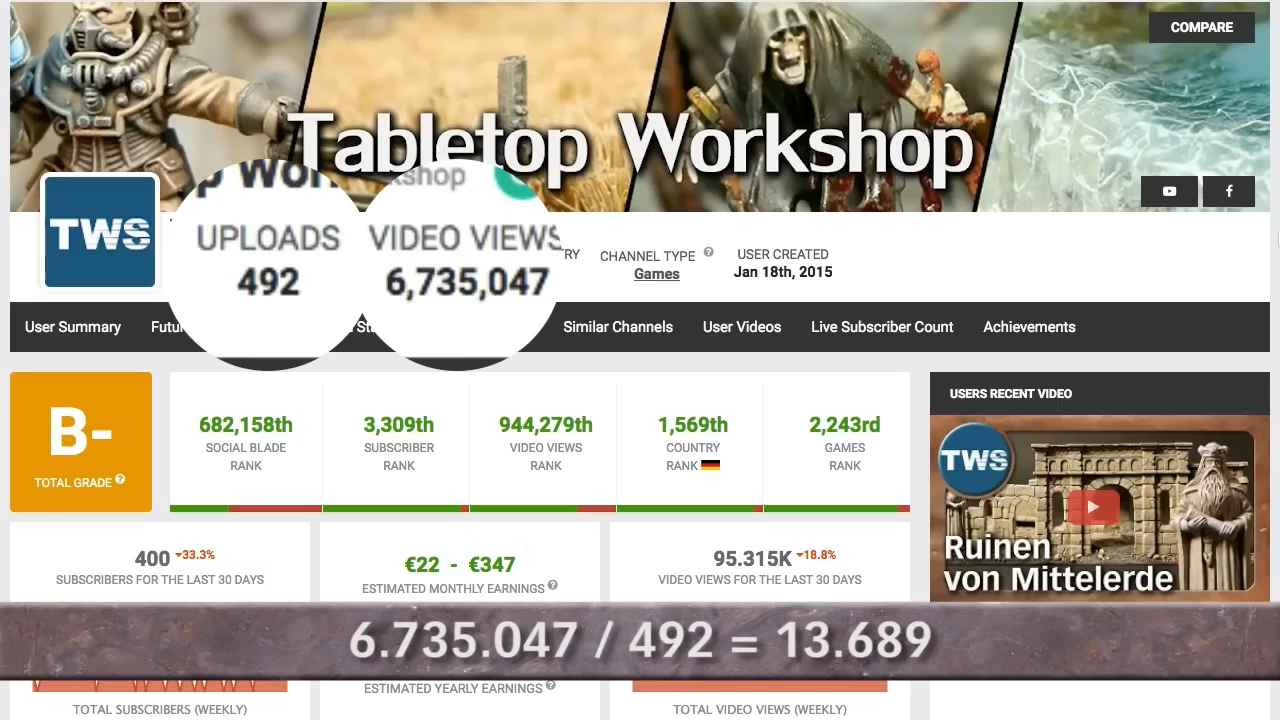 COMPARE
Tabletop Workshop
TWS
UPLOADS
492
VIDEO VIEWS
6,735,047
CHANNEL TYPE
Games
USER CREATED
Jan 18th, 2015
User Summary
Similar Channels
User Videos
Live Subscriber Count
Achievements
B-
TOTAL GRADE
682,158th
SOCIAL BLADE
RANK
3,309th
SUBSCRIBER
RANK
944,279th
VIDEO VIEWS
RANK
1,569th
COUNTRY
RANK
2,243rd
GAMES
RANK
USERS RECENT VIDEO
TWS
Ruinen
von Mittelerde
400 33.3%
SUBSCRIBERS FOR THE LAST 30 DAYS
€22 - €347
ESTIMATED MONTHLY EARNINGS
95.315K 18.8%
VIDEO VIEWS FOR THE LAST 30 DAYS
6.735.047 / 492 = 13.689
ESTIMATED YEARLY EARNINGS
TOTAL SUBSCRIBERS (WEEKLY)
TOTAL VIDEO VIEWS (WEEKLY)